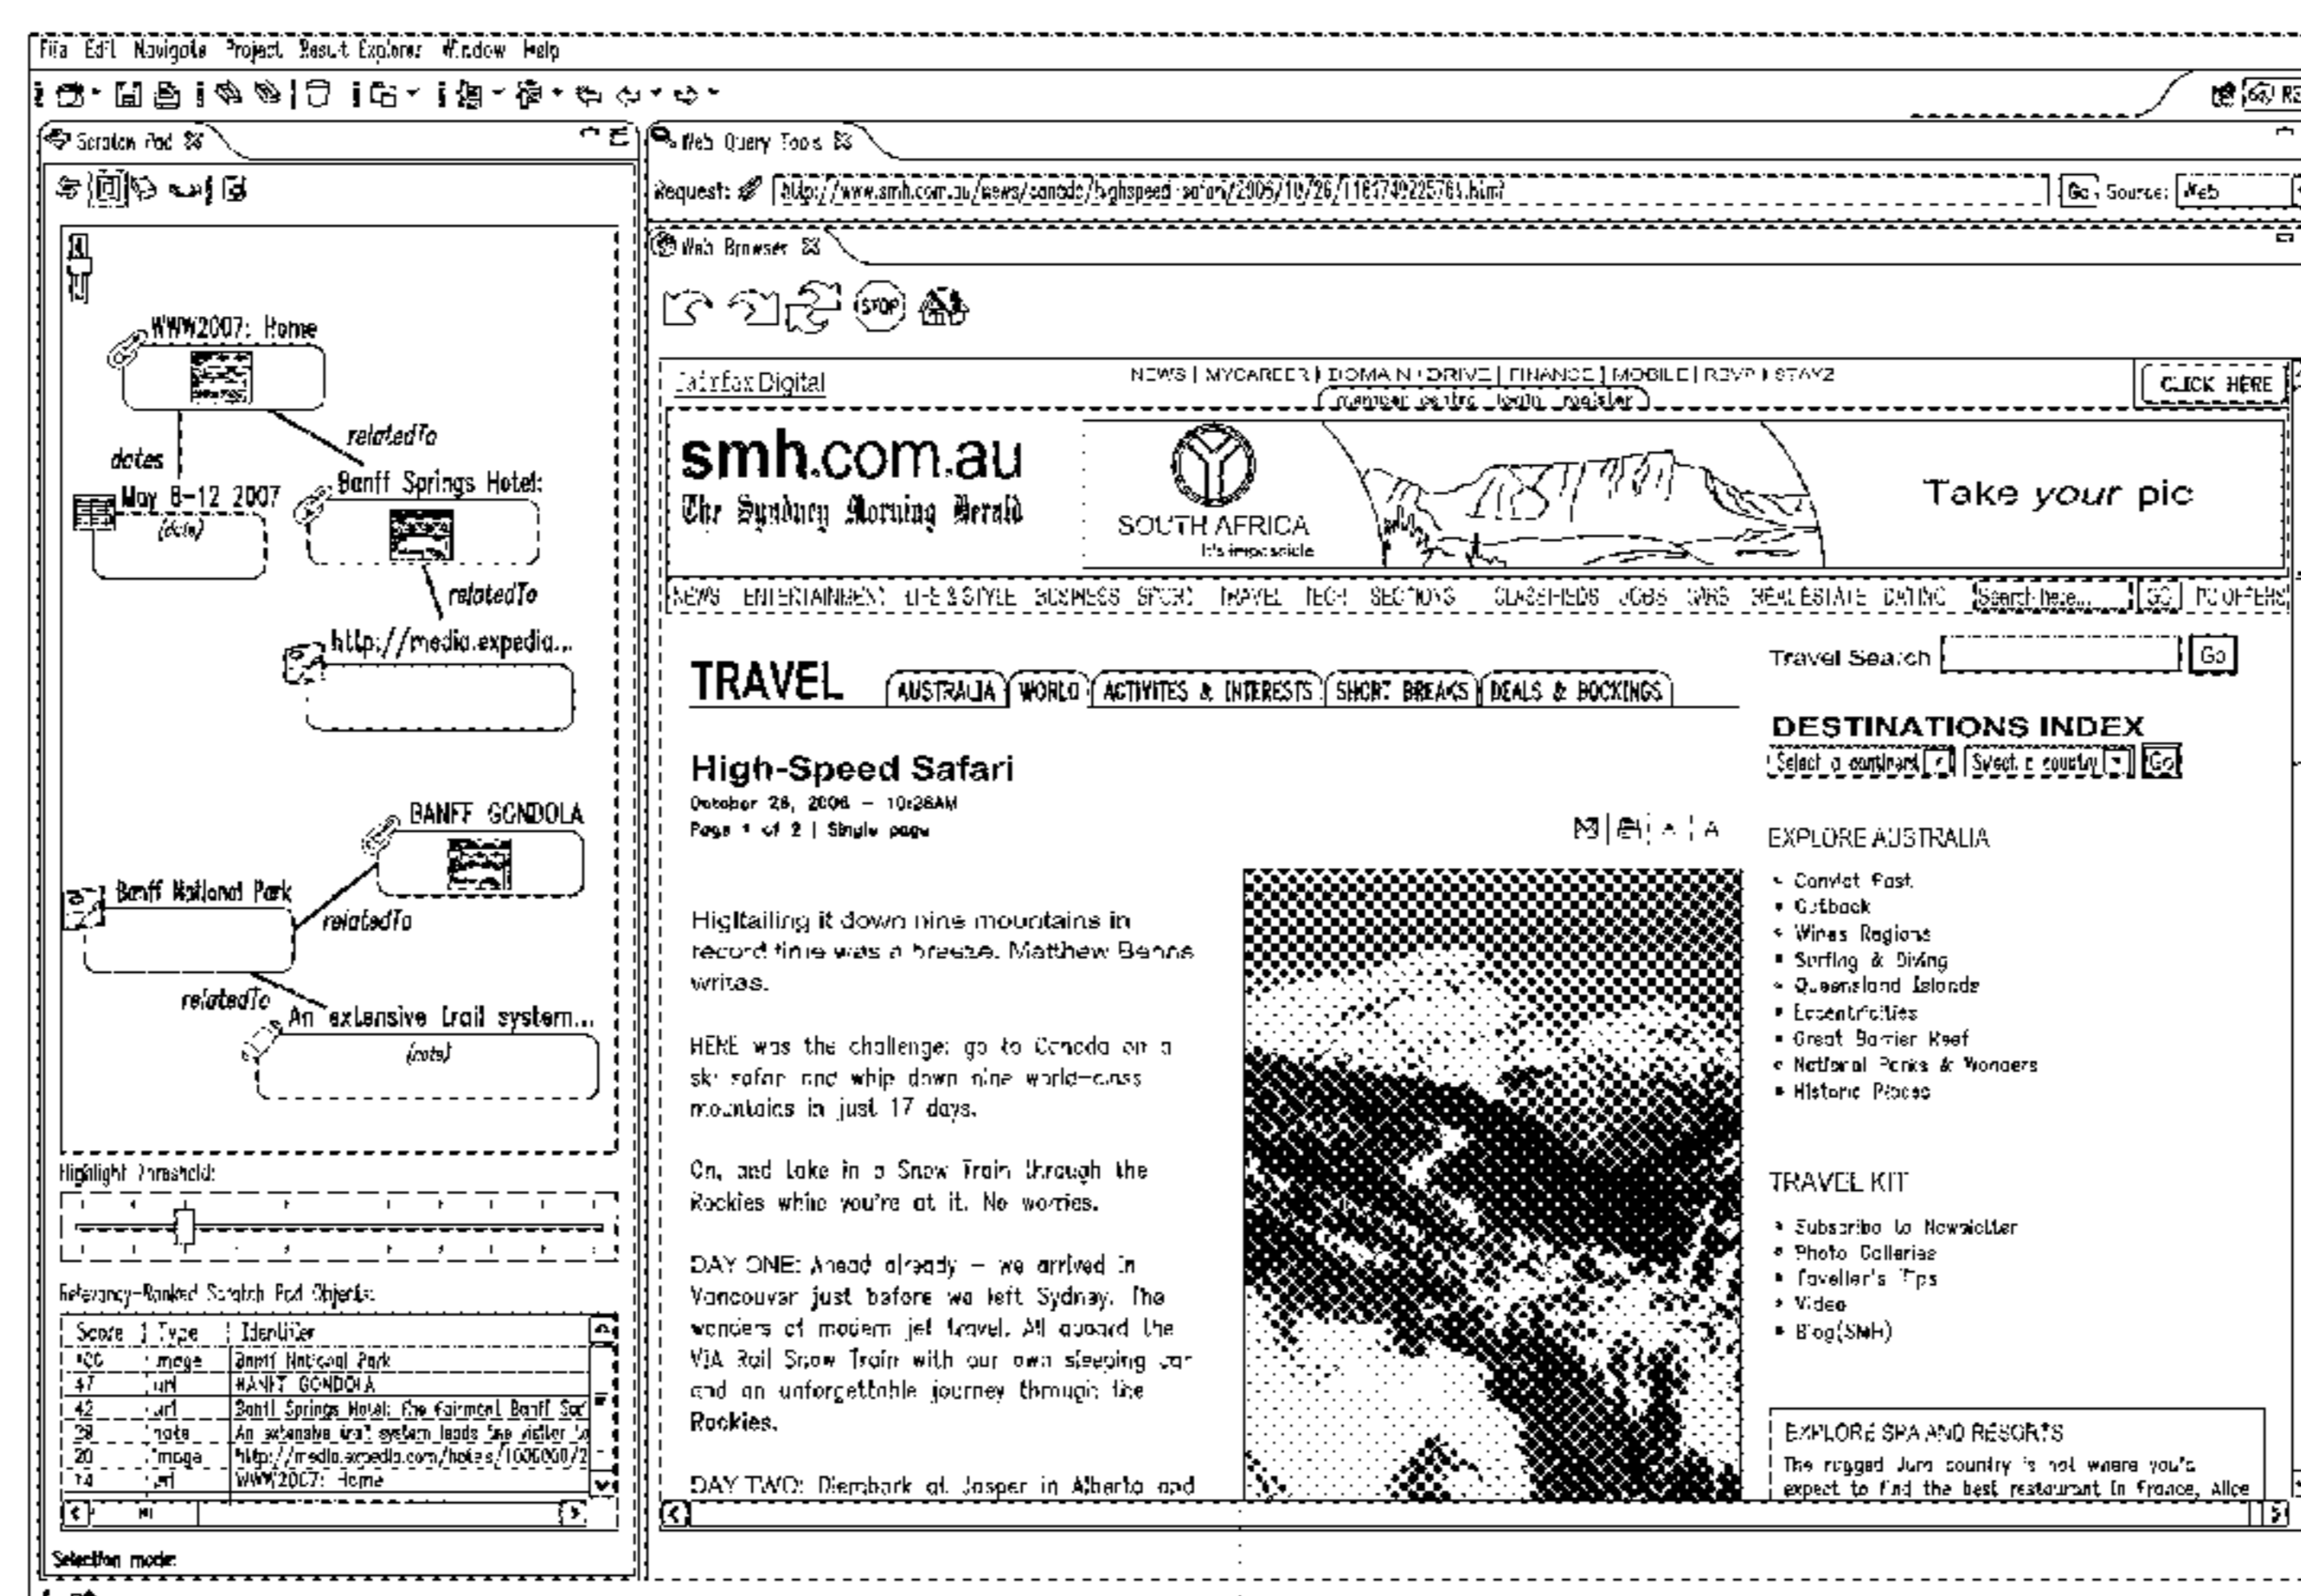 File Edit Navigate Project Result Explorer Window Help
Scratch Pad
Web Query Tools
Request:
Go Source: Web
Web Browser
STOP
WWW2007: Home
relatedTo
dates
May 8-12 2007
(date)
Banff Springs Hotel:
relatedTo
http://media.expedia...
BANFF GONDOLA
Banff National Park
relatedTo
relatedTo
An extensive trail system...
(note)
Highlight Threshold:
Relevancy-Ranked Scratch Pad Objects:
Score Type Identifier
100 image Banff National Park
47 url BANFF GONDOLA
42 url Banff Springs Hotel: The Fairmont Banff Spr
28 note An extensive trail system leads the visitor to
20 image
14 url WWW2007: Home
Selection mode:
Fairfax Digital
NEWS | MYCAREER | DOMAIN | DRIVE | FINANCE | MOBILE | RSVP | STAYZ
member centre login register
CLICK HERE
smh.com.au
The Syndney Morning Herald
SOUTH AFRICA
It's impossible
Take your pic
NEWS ENTERTAINMENT LIFE & STYLE BUSINESS SPORT TRAVEL TECH SECTIONS CLASSIFIEDS JOBS CARS REAL ESTATE DATING Search here... GO TO OFFERS
Travel Search Go
TRAVEL AUSTRALIA WORLD ACTIVITES & INTERESTS SHORT BREAKS DEALS & BOOKINGS
DESTINATIONS INDEX
Select a continent Select a country Go
High-Speed Safari
October 26, 2006 – 10:26AM
Page 1 of 2 | Single page
A A
Higltailing it down nine mountains in
record time was a breeze. Matthew Benns
writes.
HERE was the challenge: go to Canada on a
ski safari and whip down nine world-class
mountains in just 17 days.
On, and take in a Snow Train through the
Rockies while you're at it. No worries.
DAY ONE: Ahead already – we arrived in
Vancouver just before we left Sydney. The
wonders of modern jet travel. All aboard the
VIA Rail Snow Train with our own sleeping car
and an unforgettable journey through the
Rockies.
DAY TWO: Diembark at Jasper in Alberta and
EXPLORE AUSTRALIA
Convict Past
Outback
Wines Regions
Surfing & Diving
Queensland Islands
Eccentricities
Great Barrier Reef
National Parks & Wonders
Historic Places
TRAVEL KIT
Subscribe to Newsletter
Photo Galleries
Taveller's Tips
Video
Blog(SMH)
EXPLORE SPA AND RESORTS
The rugged Jura country is not where you'd
expect to find the best restaurant in France, Alice